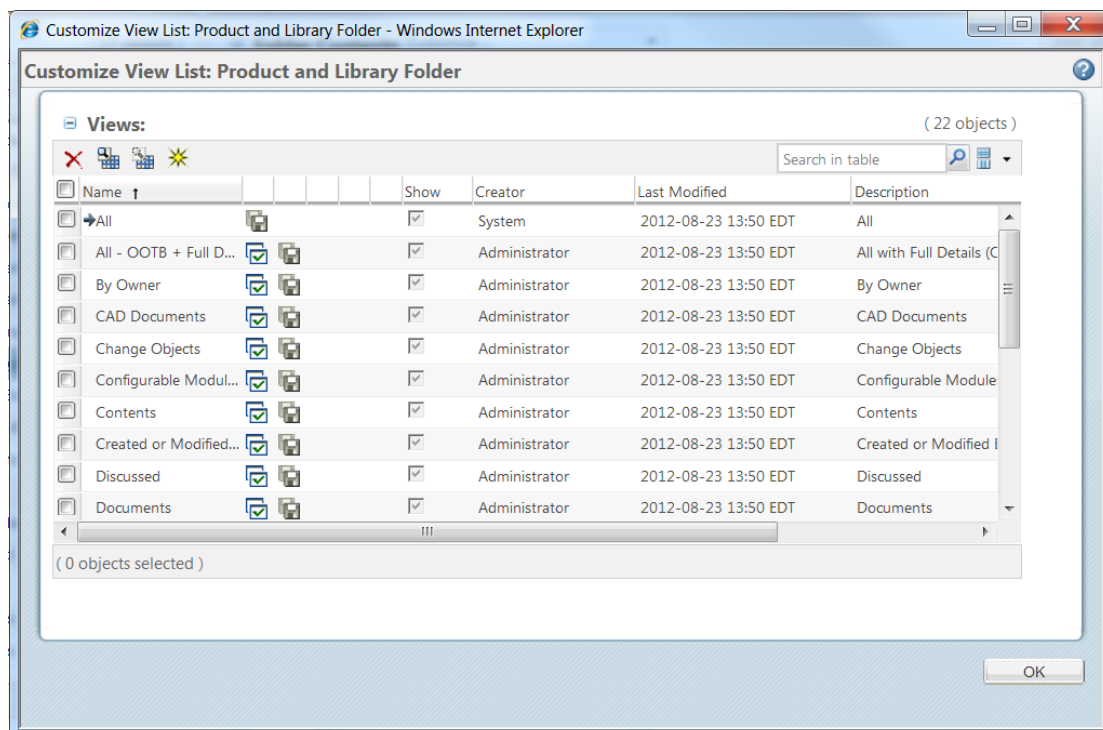 Customize View List: Product and Library Folder - Windows Internet Explorer
Customize View List: Product and Library Folder
Views: ( 22 objects )
Search in table
Name Show Creator Last Modified Description
All System 2012-08-23 13:50 EDT All
All - OOTB + Full D... Administrator 2012-08-23 13:50 EDT All with Full Details (C
By Owner Administrator 2012-08-23 13:50 EDT By Owner
CAD Documents Administrator 2012-08-23 13:50 EDT CAD Documents
Change Objects Administrator 2012-08-23 13:50 EDT Change Objects
Configurable Modul... Administrator 2012-08-23 13:50 EDT Configurable Module
Contents Administrator 2012-08-23 13:50 EDT Contents
Created or Modified... Administrator 2012-08-23 13:50 EDT Created or Modified
Discussed Administrator 2012-08-23 13:50 EDT Discussed
Documents Administrator 2012-08-23 13:50 EDT Documents
( 0 objects selected )
OK